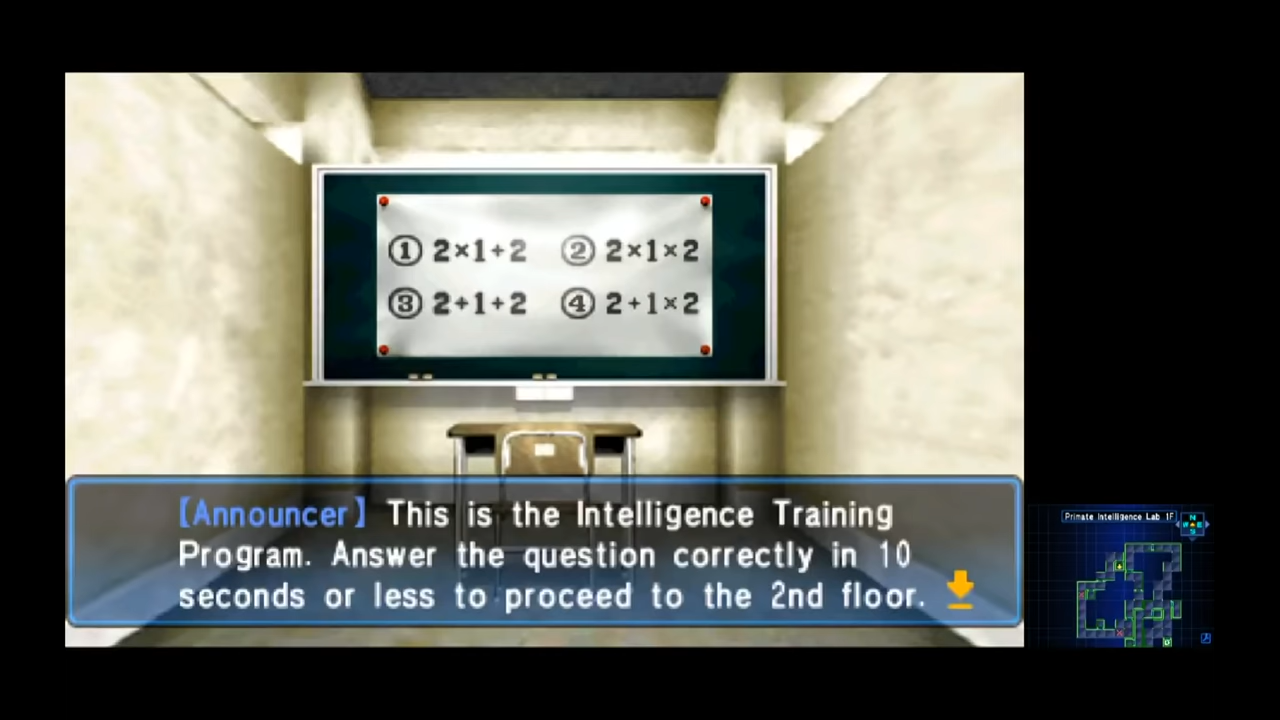 ① 2×1+2 ② 2×1×2
③ 2+1+2 ④ 2+1×2
【Announcer】 This is the Intelligence Training
Program. Answer the question correctly in 10
seconds or less to proceed to the 2nd floor.
Primate Intelligence Lab 1F
N
W E
S